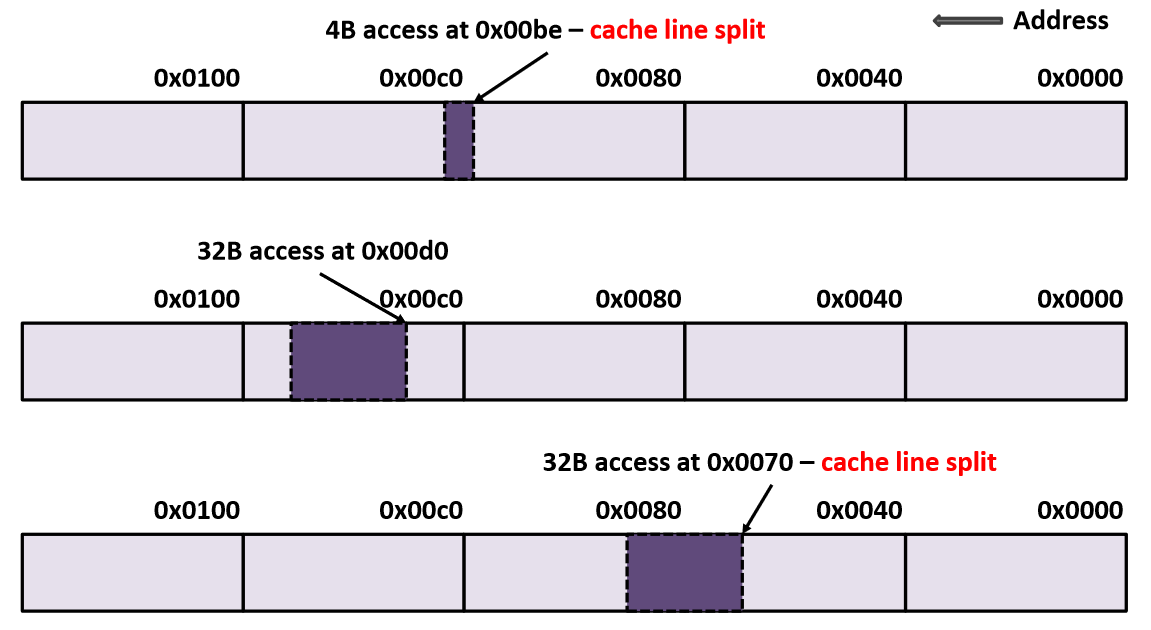 4B access at 0x00be – cache line split
Address
0x0100 0x00c0 0x0080 0x0040 0x0000
32B access at 0x00d0
0x0100 0x00c0 0x0080 0x0040 0x0000
32B access at 0x0070 – cache line split
0x0100 0x00c0 0x0080 0x0040 0x0000